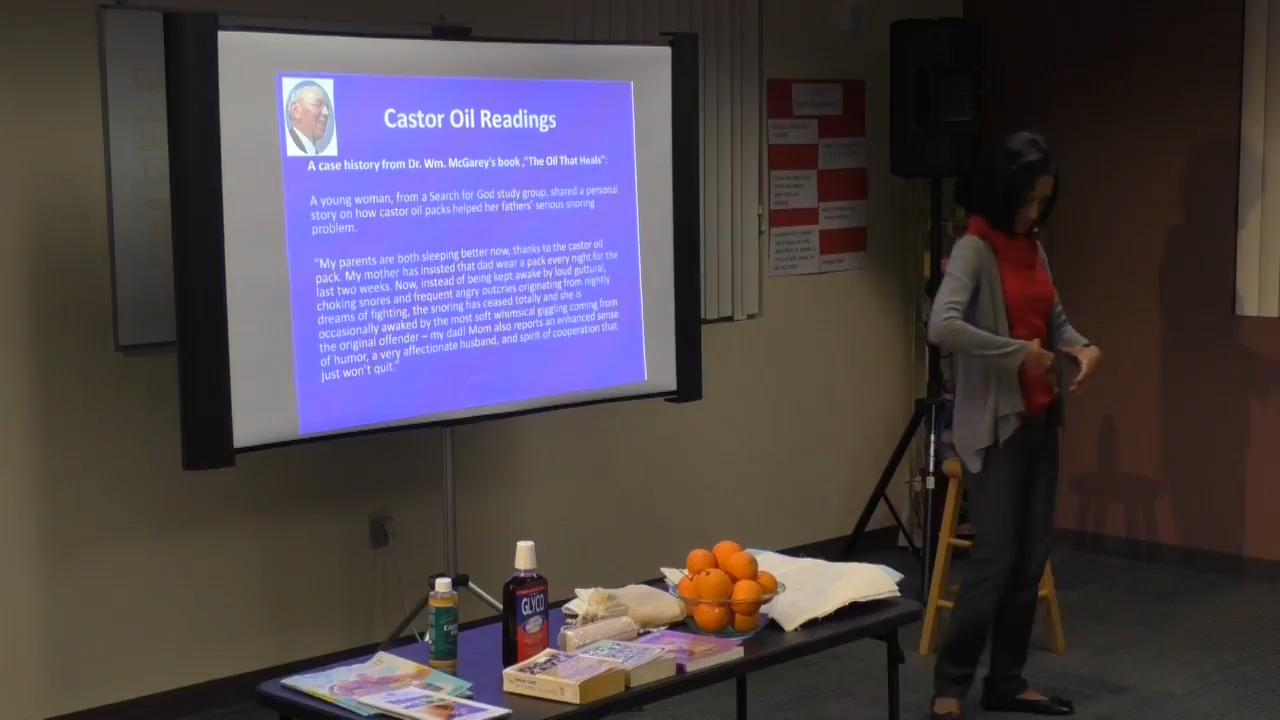 Castor Oil Readings
A case history from Dr. Wm. McGarey's book ,"The Oil That Heals":
A young woman, from a Search for God study group, shared a personal
story on how castor oil packs helped her fathers' serious snoring
problem.
"My parents are both sleeping better now, thanks to the castor oil
pack. My mother has insisted that dad wear a pack every night for the
last two weeks. Now, instead of being kept awake by loud guttural,
choking snores and frequent angry outcries originating from nightly
dreams of fighting, the snoring has ceased totally and she is
occasionally awaked by the most soft whimsical giggling coming from
the original offender – my dad! Mom also reports an enhanced sense
of humor, a very affectionate husband, and spirit of cooperation that
just won't quit."
GLYCO